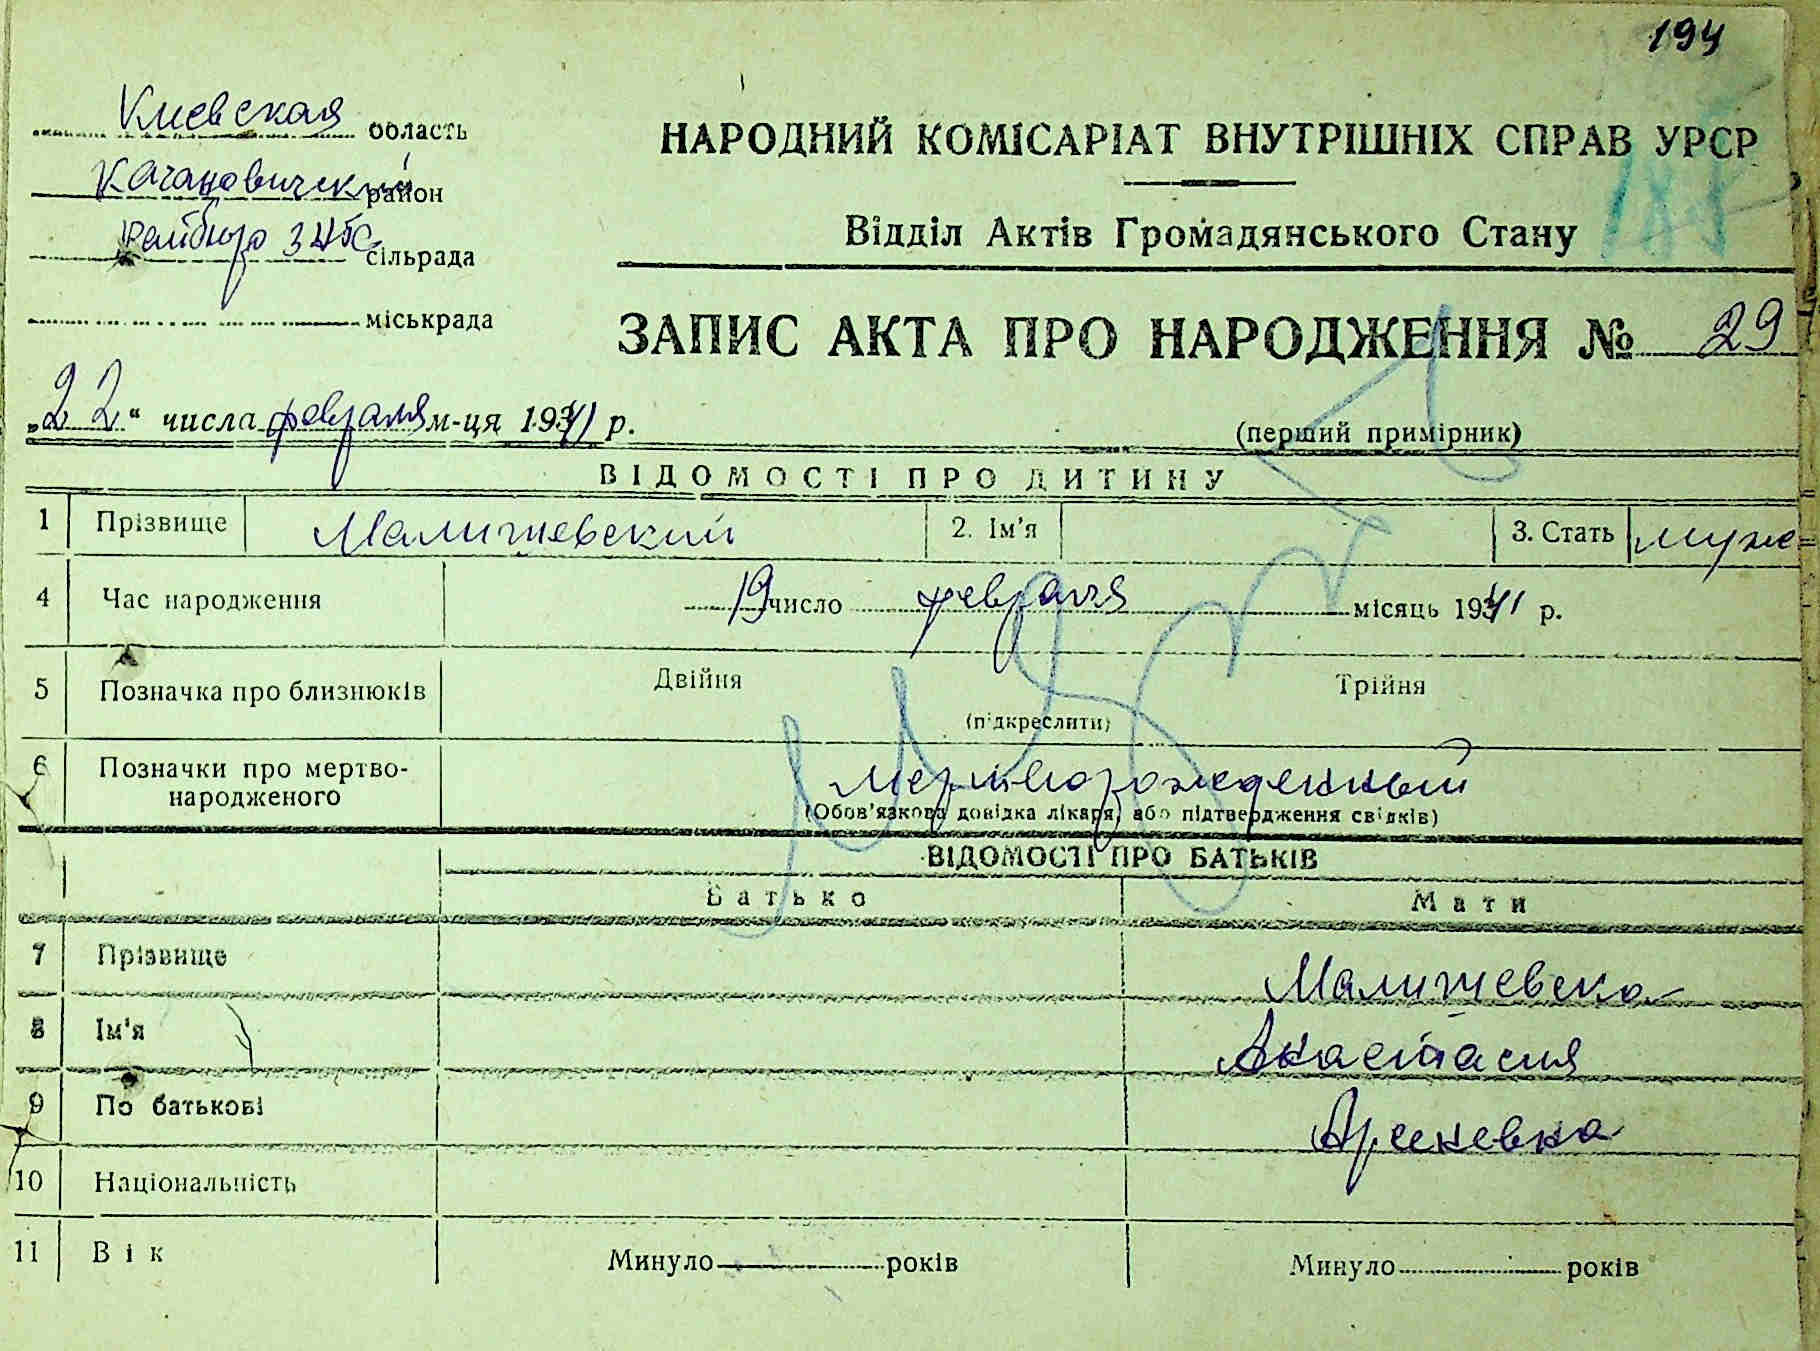 194
Киевская область
Кагановичский район
Райбюро ЗАГС сільрада
міськрада
НАРОДНИЙ КОМІСАРІАТ ВНУТРІШНІХ СПРАВ УРСР
Відділ Актів Громадянського Стану
ЗАПИС АКТА ПРО НАРОДЖЕННЯ № 29
„22“ числа февраля м-ця 1941 р.
(перший примірник)
ВІДОМОСТІ ПРО ДИТИНУ
1 Прізвище Малишевский 2. Ім'я 3. Стать муж
4 Час народження 19 число февраля місяць 1941 р.
5 Позначка про близнюків Двійня Трійня
(підкреслити)
6 Позначки про мертво-
народженого мертворожденный
(Обов'язкова довідка лікаря, або підтвердження свідків)
ВІДОМОСТІ ПРО БАТЬКІВ
Батько Мати
7 Прізвище Малишевска
8 Ім'я Анастасия
9 По батькові
10 Національність
11 Вік Минуло років Минуло років